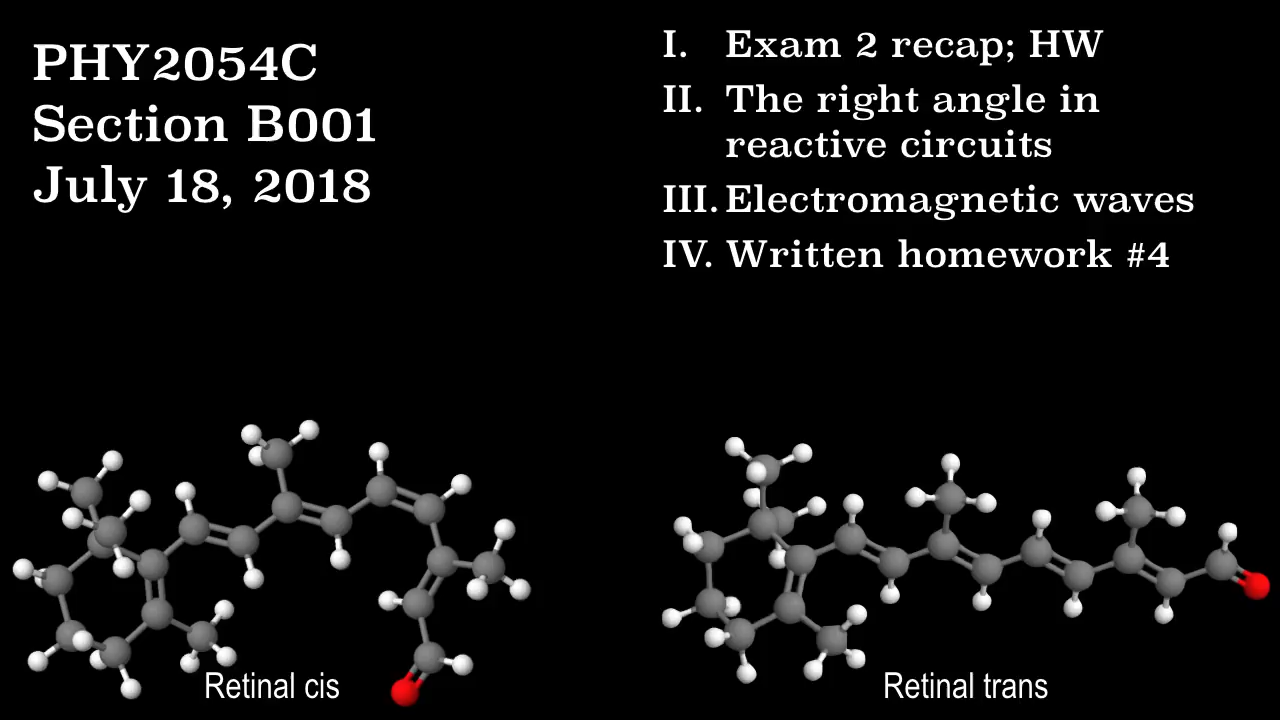 PHY2054C
Section B001
July 18, 2018
I. Exam 2 recap; HW
II. The right angle in
reactive circuits
III. Electromagnetic waves
IV. Written homework #4
Retinal cis
Retinal trans